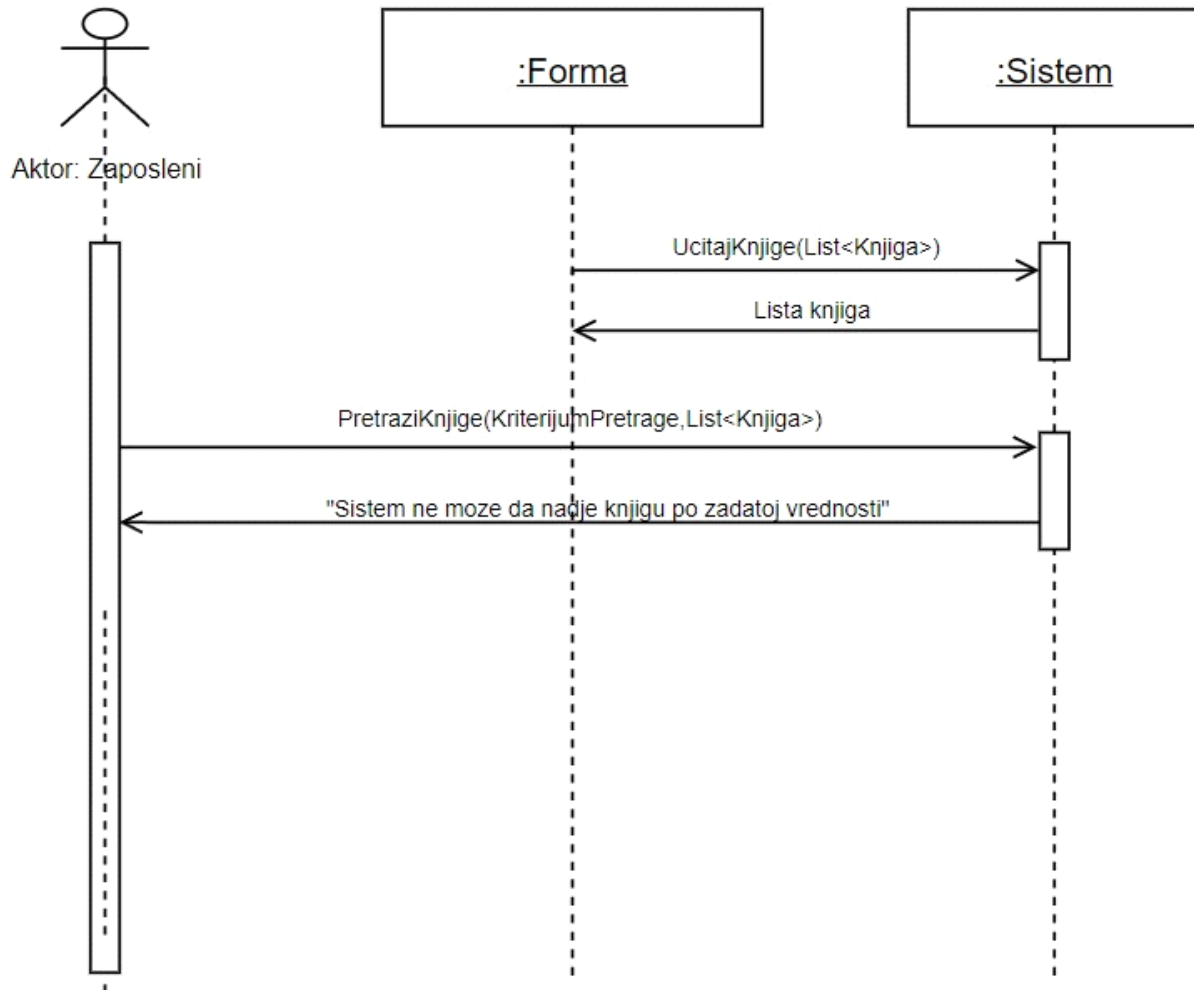 :Forma
:Sistem
Aktor: Zaposleni
UcitajKnjige(List<Knjiga>)
Lista knjiga
PretraziKnjige(KriterijumPretrage,List<Knjiga>)
"Sistem ne moze da nadje knjigu po zadatoj vrednosti"